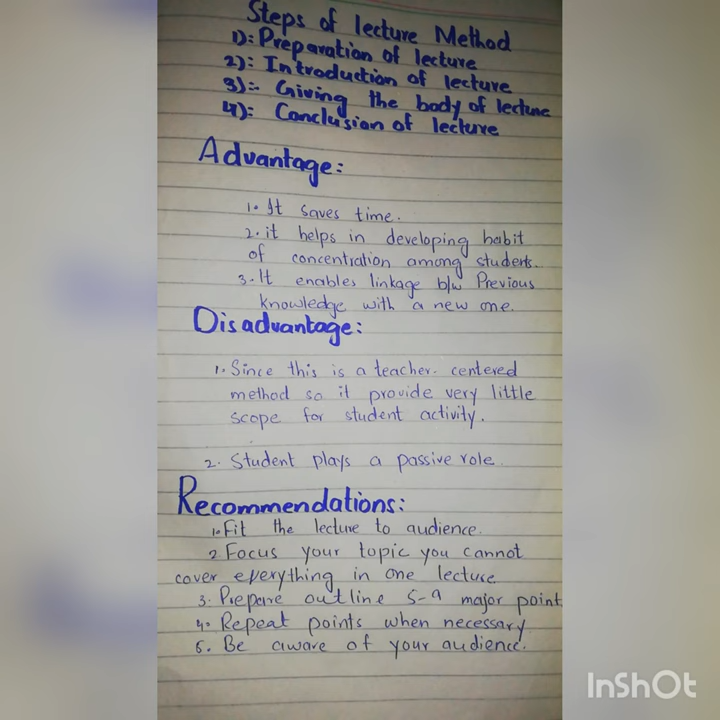 Steps of lecture Method
1):- Preparation of lecture
2):- Introduction of lecture
3):- Giving the body of lecture
4):- Conclusion of lecture
Advantage:
1. It saves time.
2. it helps in developing habit
of concentration among students.
3. It enables linkage b/w Previous
knowledge with a new one.
Disadvantage:
1. Since this is a teacher. centered
method so it provide very little
scope for student activity.
2. Student plays a passive role.
Recommendations:
1. Fit the lecture to audience.
2 Focus your topic you cannot
cover everything in one lecture
3. Prepare outline 5-9 major point
4. Repeat points when necessary
5. Be aware of your audience.
InShOt